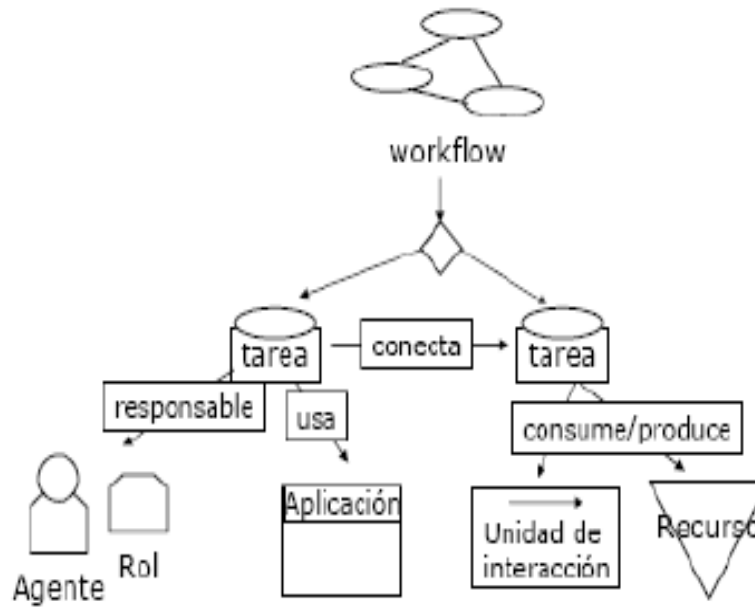 workflow
tarea
conecta
tarea
responsable
usa
consume/produce
Aplicación
Unidad de
interacción
Recurso
Agente
Rol